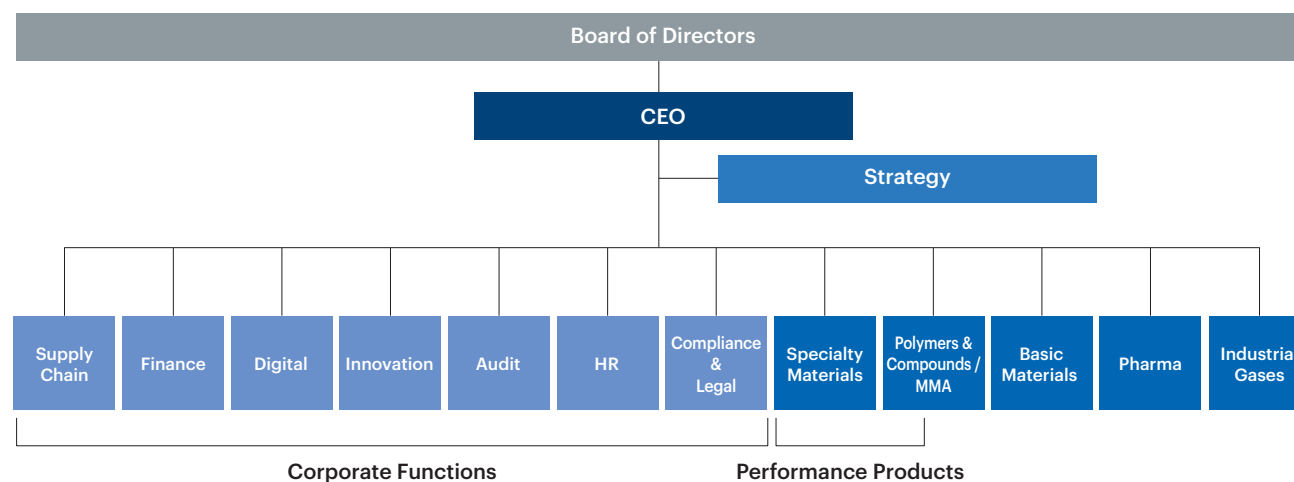 Board of Directors
CEO
Strategy
Supply
Chain
Finance
Digital
Innovation
Audit
HR
Compliance
&
Legal
Specialty
Materials
Polymers &
Compounds /
MMA
Basic
Materials
Pharma
Industria
Gases
Corporate Functions
Performance Products